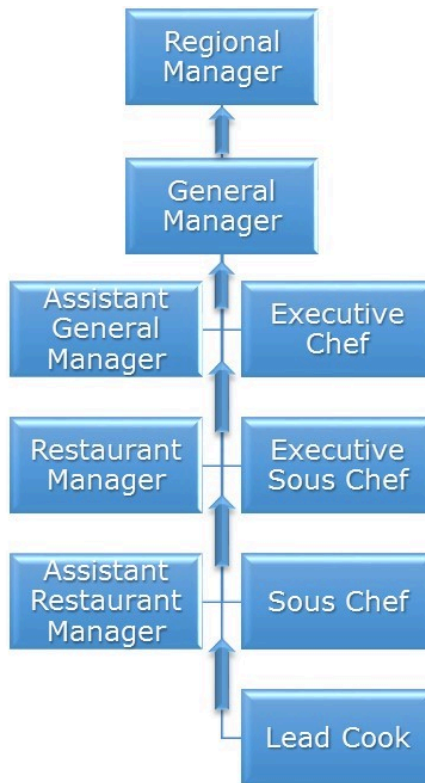 Regional
Manager
General
Manager
Assistant
General
Manager
Executive
Chef
Restaurant
Manager
Executive
Sous Chef
Assistant
Restaurant
Manager
Sous Chef
Lead Cook